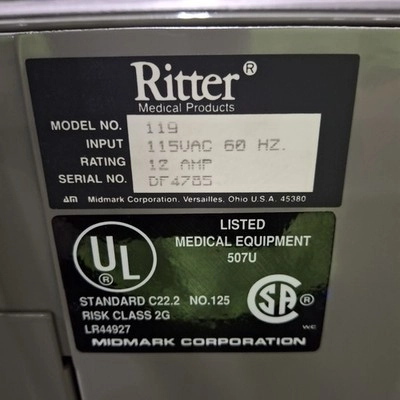 Ritter®
Medical Products
MODEL NO. 119
INPUT 115VAC 60 HZ.
RATING 12 AMP
SERIAL NO. DF4785
am Midmark Corporation, Versailles, Ohio U.S.A. 45380
UL ®
LISTED
MEDICAL EQUIPMENT
507U
STANDARD C22.2 NO.125
RISK CLASS 2G
LR44927
SA ®
MIDMARK CORPORATION